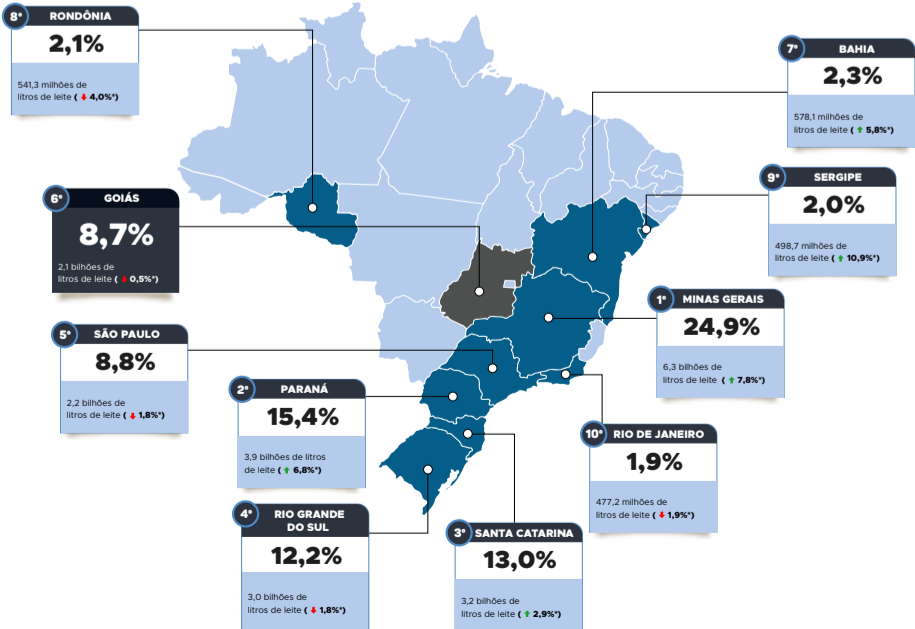 8º RONDÔNIA
2,1%
541,3 milhões de
litros de leite ( 4,0%*)
7º BAHIA
2,3%
578,1 milhões de
litros de leite ( 5,8%*)
9º SERGIPE
2,0%
498,7 milhões de
litros de leite ( 10,9%*)
6º GOIÁS
8,7%
2,1 bilhões de
litros de leite ( 0,5%*)
1º MINAS GERAIS
24,9%
6,3 bilhões de
litros de leite ( 7,8%*)
5º SÃO PAULO
8,8%
2,2 bilhões de
litros de leite ( 1,8%*)
2º PARANÁ
15,4%
3,9 bilhões de litros
de leite ( 6,8%*)
10º RIO DE JANEIRO
1,9%
477,2 milhões de
litros de leite ( 1,9%*)
4º RIO GRANDE
DO SUL
12,2%
3,0 bilhões de
litros de leite ( 1,8%*)
3º SANTA CATARINA
13,0%
3,2 bilhões de
litros de leite ( 2,9%*)